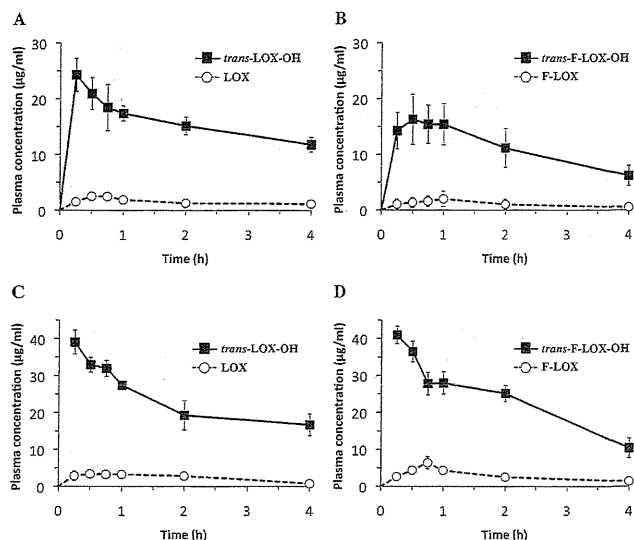 A
Plasma concentration (µg/ml)
30
20
10
0
trans-LOX-OH
LOX
0 1 2 3 4
Time (h)
B
Plasma concentration (µg/ml)
30
20
10
0
trans-F-LOX-OH
F-LOX
0 1 2 3 4
Time (h)
C
Plasma concentration (µg/ml)
40
30
20
10
0
trans-LOX-OH
LOX
0 1 2 3 4
Time (h)
D
Plasma concentration (µg/ml)
40
30
20
10
0
trans-F-LOX-OH
F-LOX
0 1 2 3 4
Time (h)